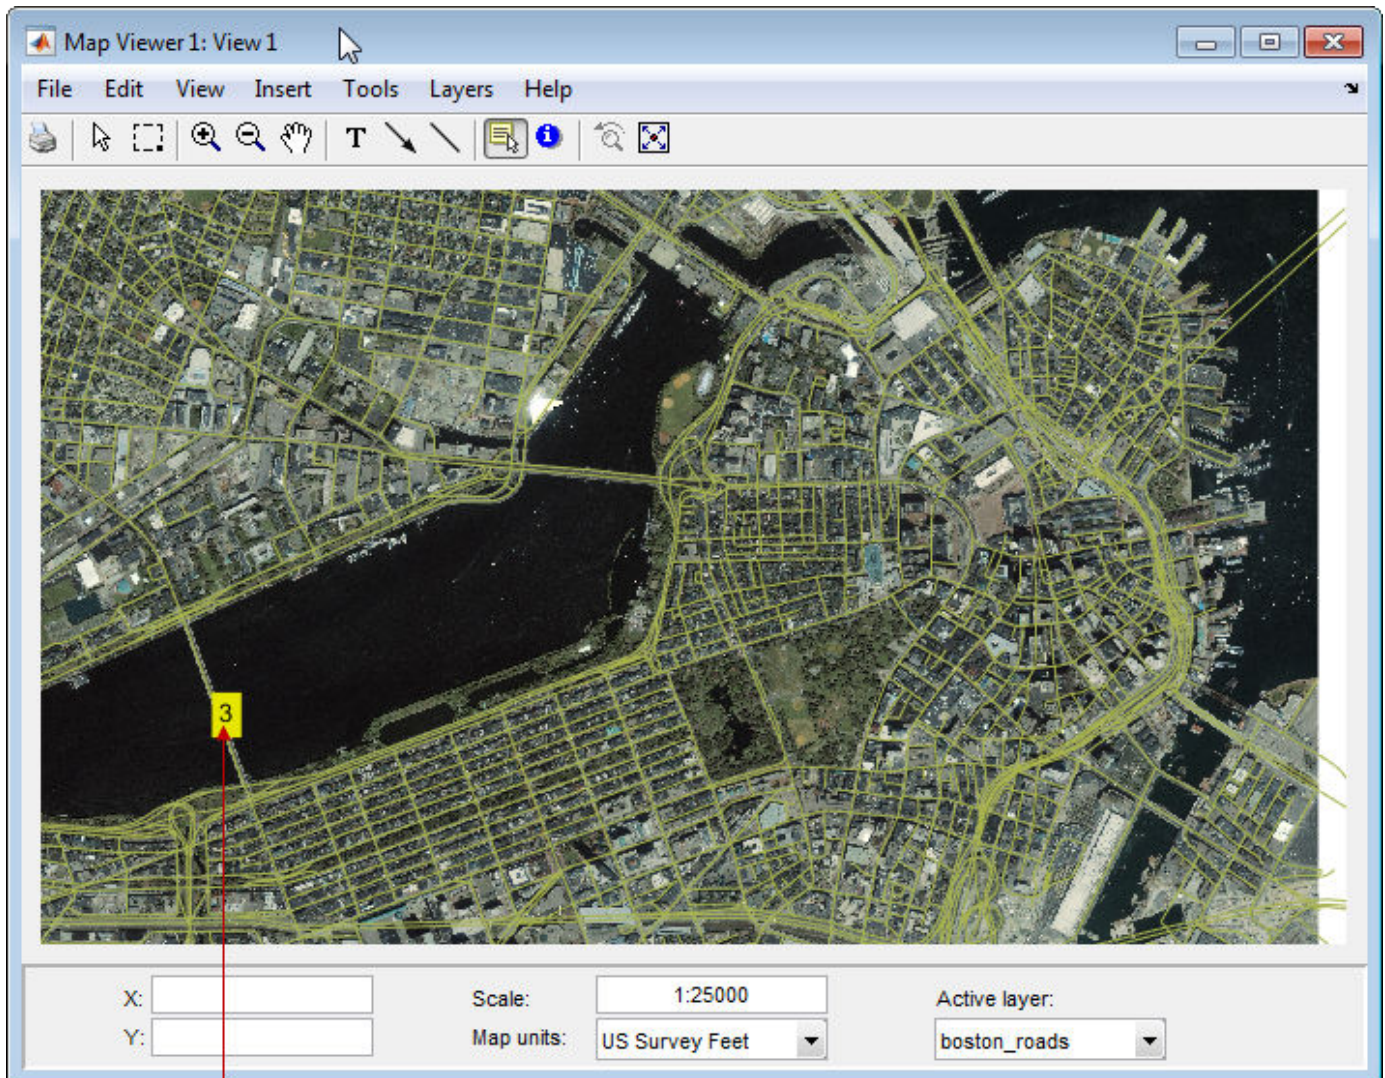 Map Viewer 1: View 1
File Edit View Insert Tools Layers Help
T
3
X: Scale: 1:25000 Active layer:
Y: Map units: US Survey Feet boston_roads